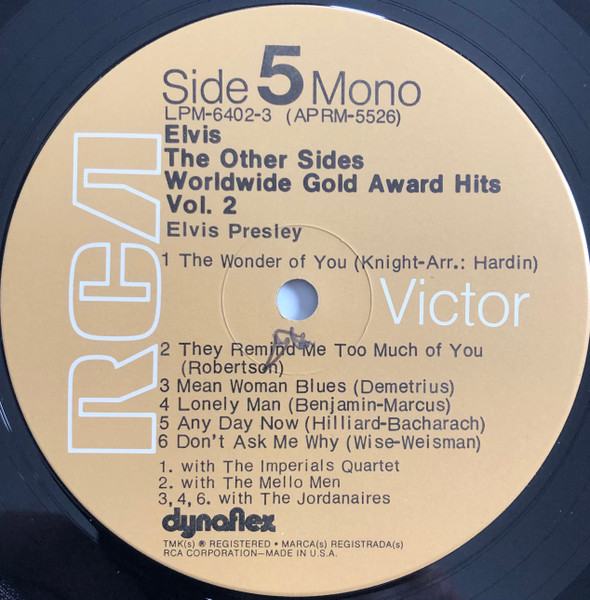 Side 5 Mono
LPM-6402-3 (APRM-5526)
Elvis
The Other Sides
Worldwide Gold Award Hits
Vol. 2
Elvis Presley
1 The Wonder of You (Knight-Arr.: Hardin)
RCA Victor
2 They Remind Me Too Much of You
(Robertson)
3 Mean Woman Blues (Demetrius)
4 Lonely Man (Benjamin-Marcus)
5 Any Day Now (Hilliard-Bacharach)
6 Don't Ask Me Why (Wise-Weisman)
1. with The Imperials Quartet
2. with The Mello Men
3, 4, 6. with The Jordanaires
dynaflex
TMK(s) ® REGISTERED • MARCA(s) REGISTRADA(s)
RCA CORPORATION—MADE IN U.S.A.